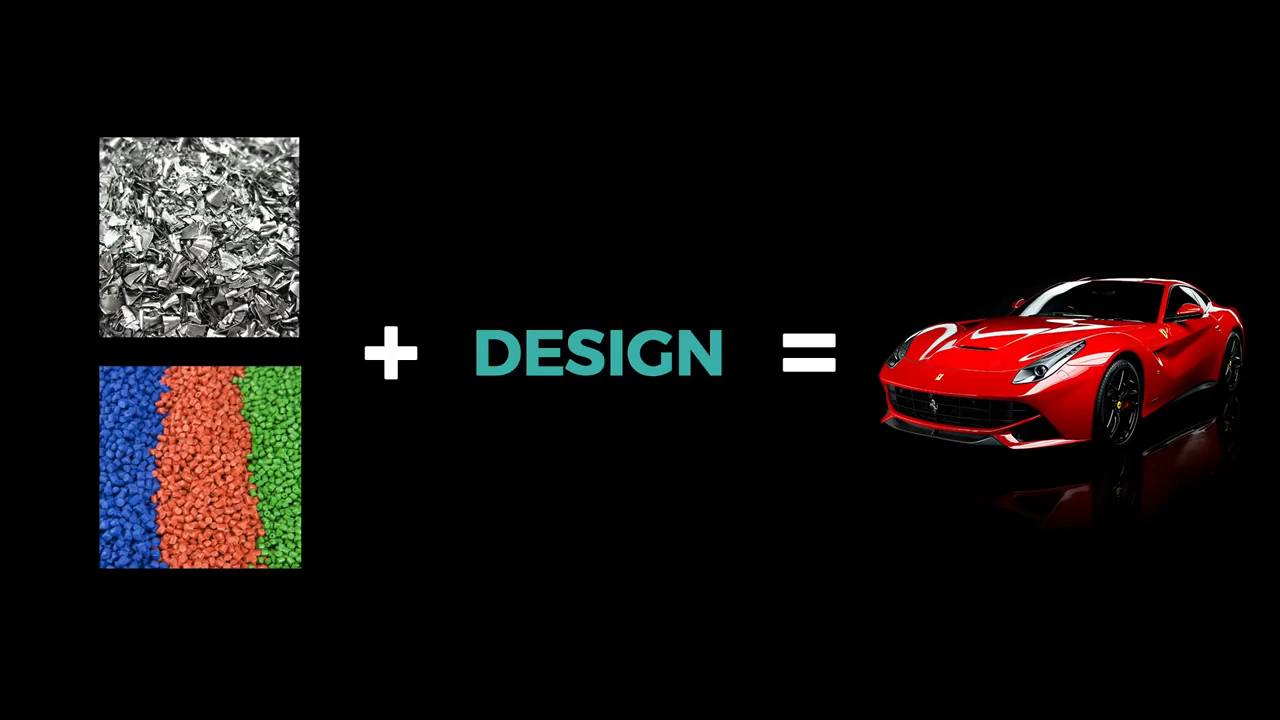 + DESIGN =